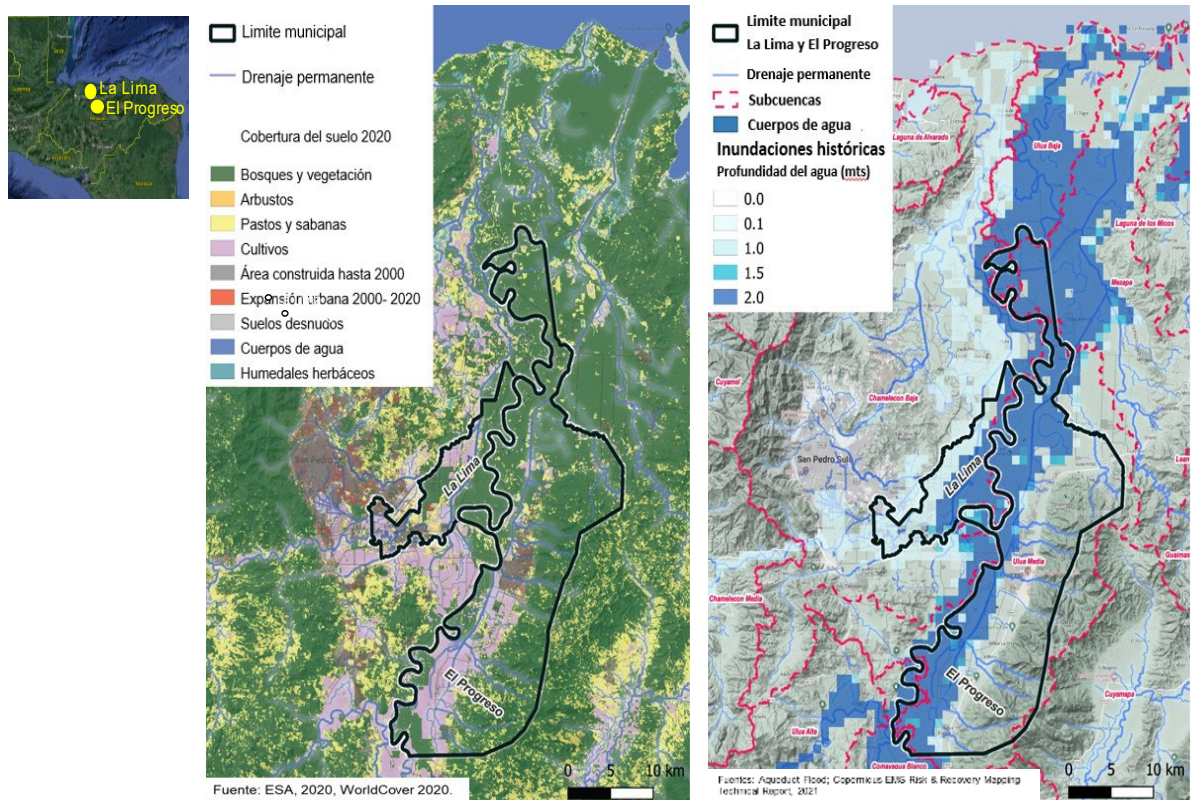 La Lima
El Progreso
Limite municipal
Drenaje permanente
Cobertura del suelo 2020
Bosques y vegetación
Arbustos
Pastos y sabanas
Cultivos
Área construida hasta 2000
Expansión urbana 2000- 2020
Suelos desnudos
Cuerpos de agua
Humedales herbáceos
San Pedro Sula
La Lima
El Progreso
0 5 10 km
Fuente: ESA, 2020, WorldCover 2020.
Limite municipal
La Lima y El Progreso
Drenaje permanente
Subcuencas
Cuerpos de agua
Inundaciones históricas
Profundidad del agua (mts)
0.0
0.1
1.0
1.5
2.0
Laguna de Alvarado
Ulua Baja
Laguna de los Micos
Mezapa
Cuyamel
Chamelecon Baja
San Pedro Sula
La Lima
Ulua Media
Chamelecon Media
El Progreso
Cuyamapa
Ulua Alta
Comayagua Blanco
0 5 10 km
Fuentes: Aqueduct Flood; Copernicus EMS Risk & Recovery Mapping
Technical Report, 2021